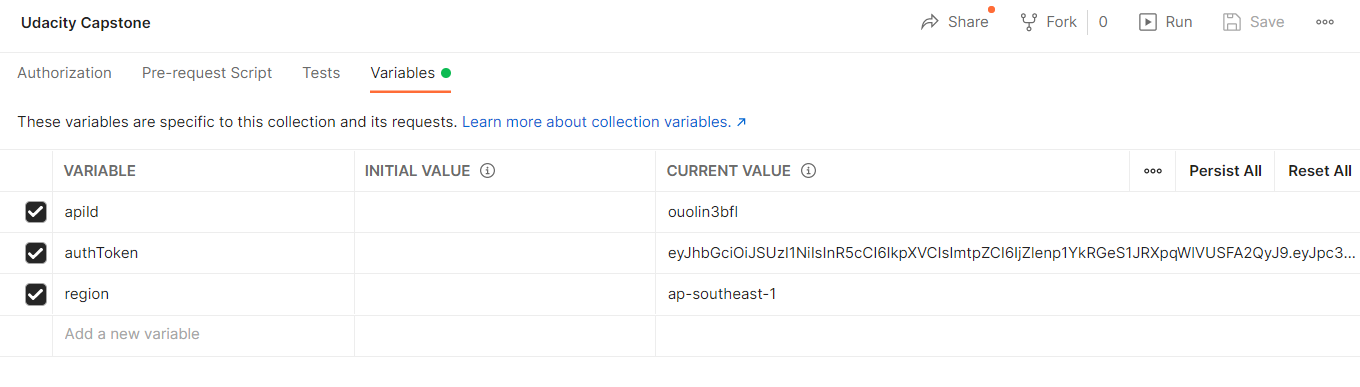 Udacity Capstone Share Fork 0 Run Save
Authorization Pre-request Script Tests Variables
These variables are specific to this collection and its requests. Learn more about collection variables. ↗
VARIABLE INITIAL VALUE CURRENT VALUE Persist All Reset All
apiId ouolin3bfl
authToken eyJhbGciOiJSUzI1NiIsInR5cCI6IkpXVCIsImtpZCI6IjZlenp1YkRGeS1JRXpqWlVUSFA2QyJ9.eyJpc3...
region ap-southeast-1
Add a new variable